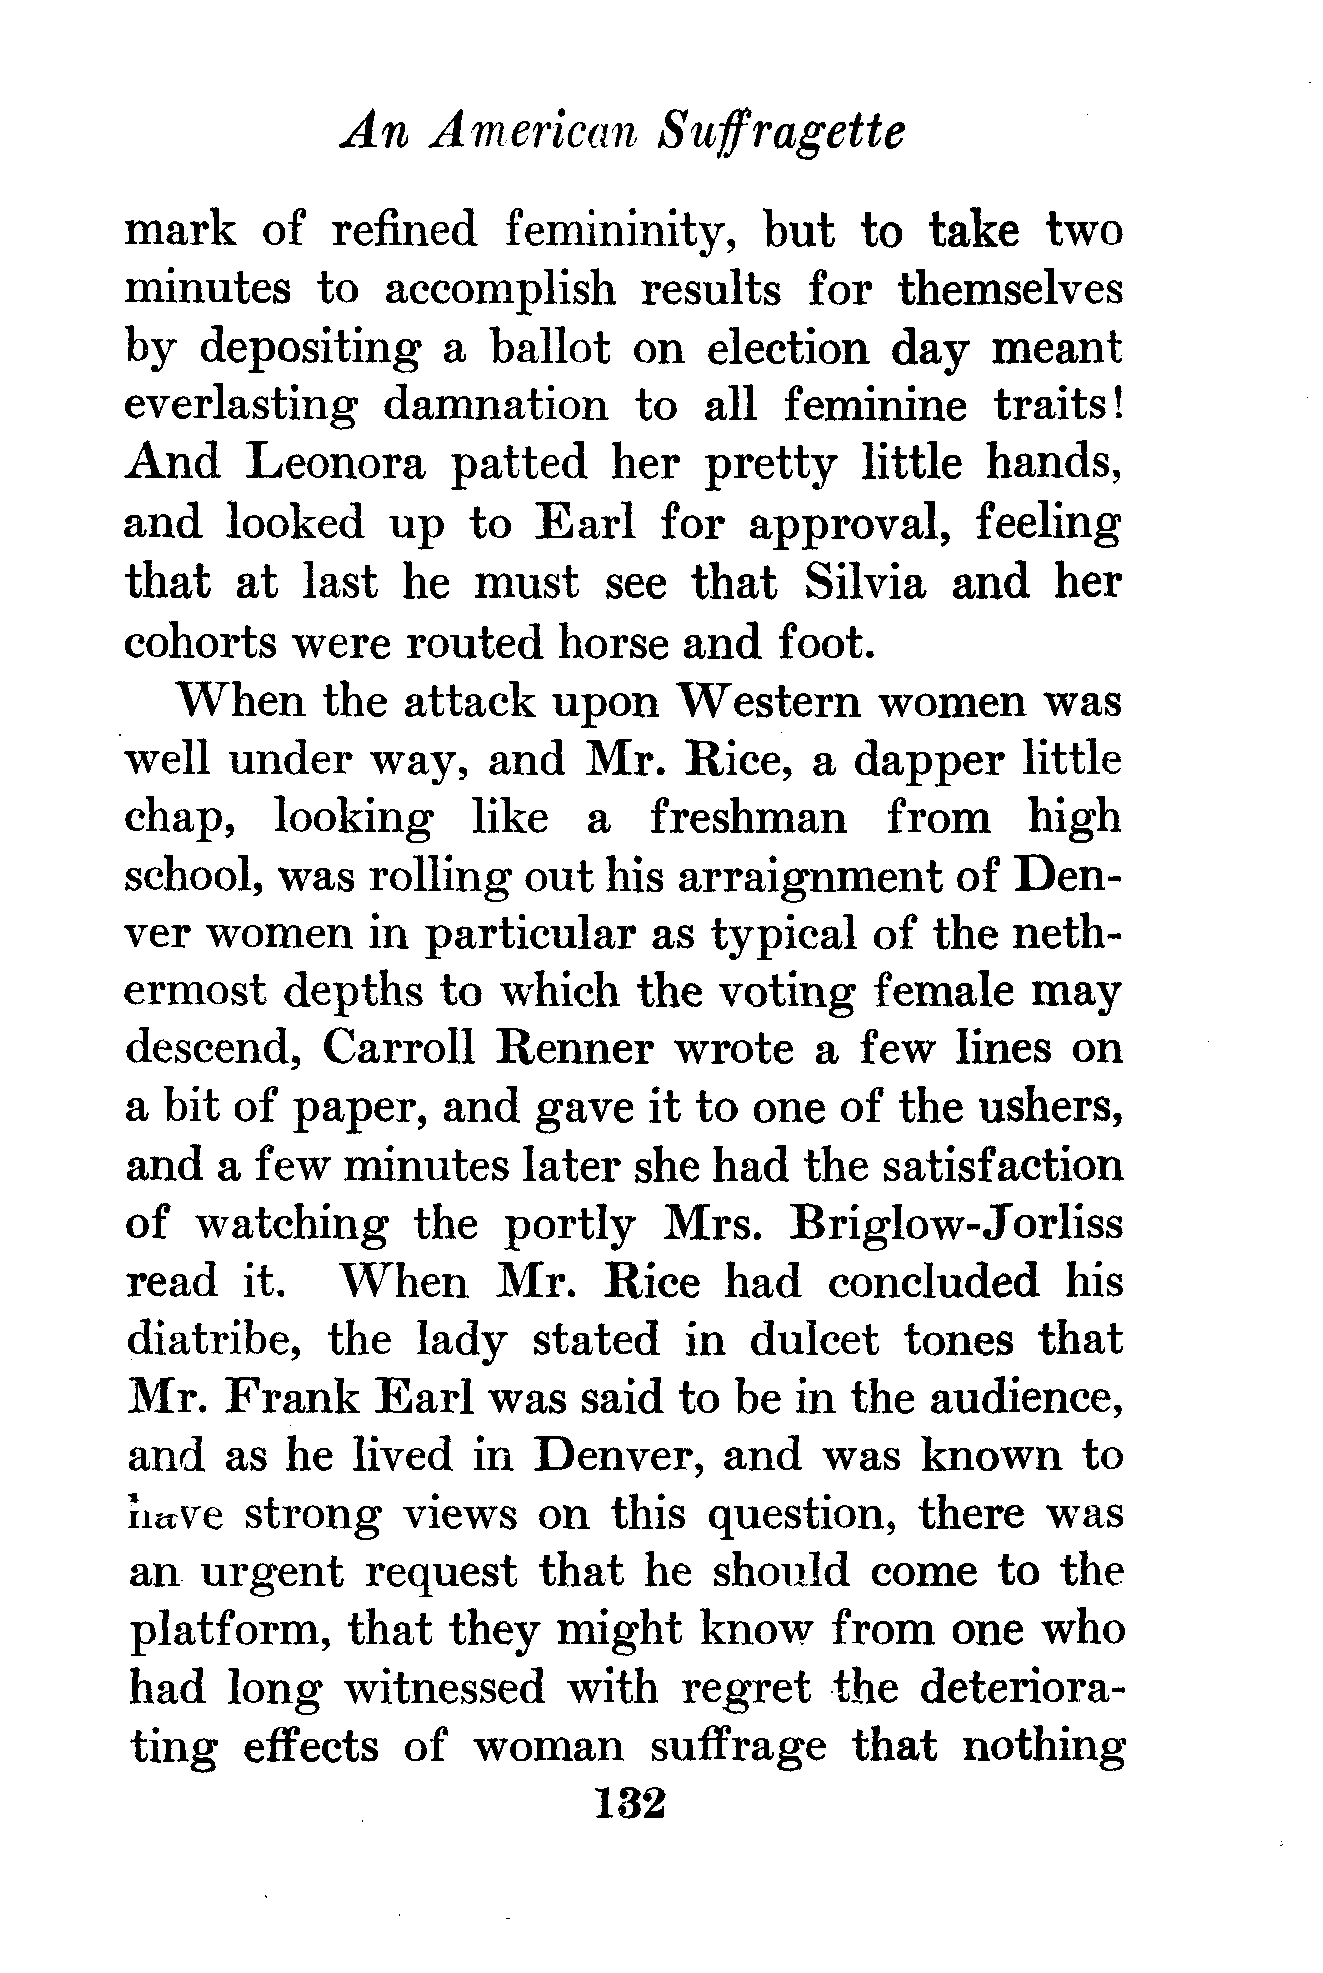 An American Suffragette
mark of refined femininity, but to take two
minutes to accomplish results for themselves
by depositing a ballot on election day meant
everlasting damnation to all feminine traits!
And Leonora patted her pretty little hands,
and looked up to Earl for approval, feeling
that at last he must see that Silvia and her
cohorts were routed horse and foot.
When the attack upon Western women was
well under way, and Mr. Rice, a dapper little
chap, looking like a freshman from high
school, was rolling out his arraignment of Den-
ver women in particular as typical of the neth-
ermost depths to which the voting female may
descend, Carroll Renner wrote a few lines on
a bit of paper, and gave it to one of the ushers,
and a few minutes later she had the satisfaction
of watching the portly Mrs. Briglow-Jorliss
read it. When Mr. Rice had concluded his
diatribe, the lady stated in dulcet tones that
Mr. Frank Earl was said to be in the audience,
and as he lived in Denver, and was known to
have strong views on this question, there was
an urgent request that he should come to the
platform, that they might know from one who
had long witnessed with regret the deteriora-
ting effects of woman suffrage that nothing
132